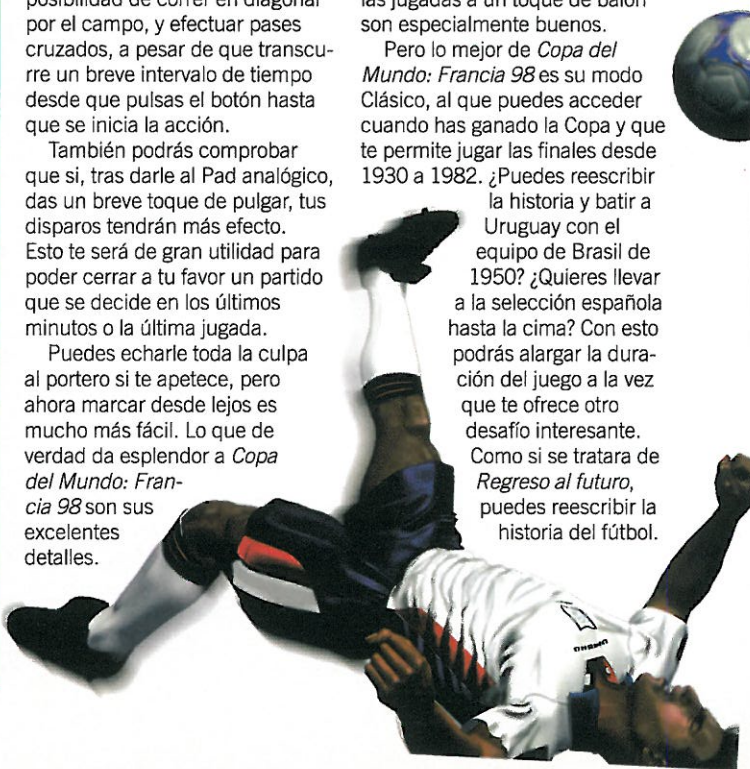 posibilidad de correr en diagonal
por el campo, y efectuar pases
cruzados, a pesar de que transcu-
rre un breve intervalo de tiempo
desde que pulsas el botón hasta
que se inicia la acción.
También podrás comprobar
que si, tras darle al Pad analógico,
das un breve toque de pulgar, tus
disparos tendrán más efecto.
Esto te será de gran utilidad para
poder cerrar a tu favor un partido
que se decide en los últimos
minutos o la última jugada.
Puedes echarle toda la culpa
al portero si te apetece, pero
ahora marcar desde lejos es
mucho más fácil. Lo que de
verdad da esplendor a Copa
del Mundo: Fran-
cia 98 son sus
excelentes
detalles.
las jugadas a un toque de balón
son especialmente buenos.
Pero lo mejor de Copa del
Mundo: Francia 98 es su modo
Clásico, al que puedes acceder
cuando has ganado la Copa y que
te permite jugar las finales desde
1930 a 1982. ¿Puedes reescribir
la historia y batir a
Uruguay con el
equipo de Brasil de
1950? ¿Quieres llevar
a la selección española
hasta la cima? Con esto
podrás alargar la dura-
ción del juego a la vez
que te ofrece otro
desafío interesante.
Como si se tratara de
Regreso al futuro,
puedes reescribir la
historia del fútbol.
UMBRO